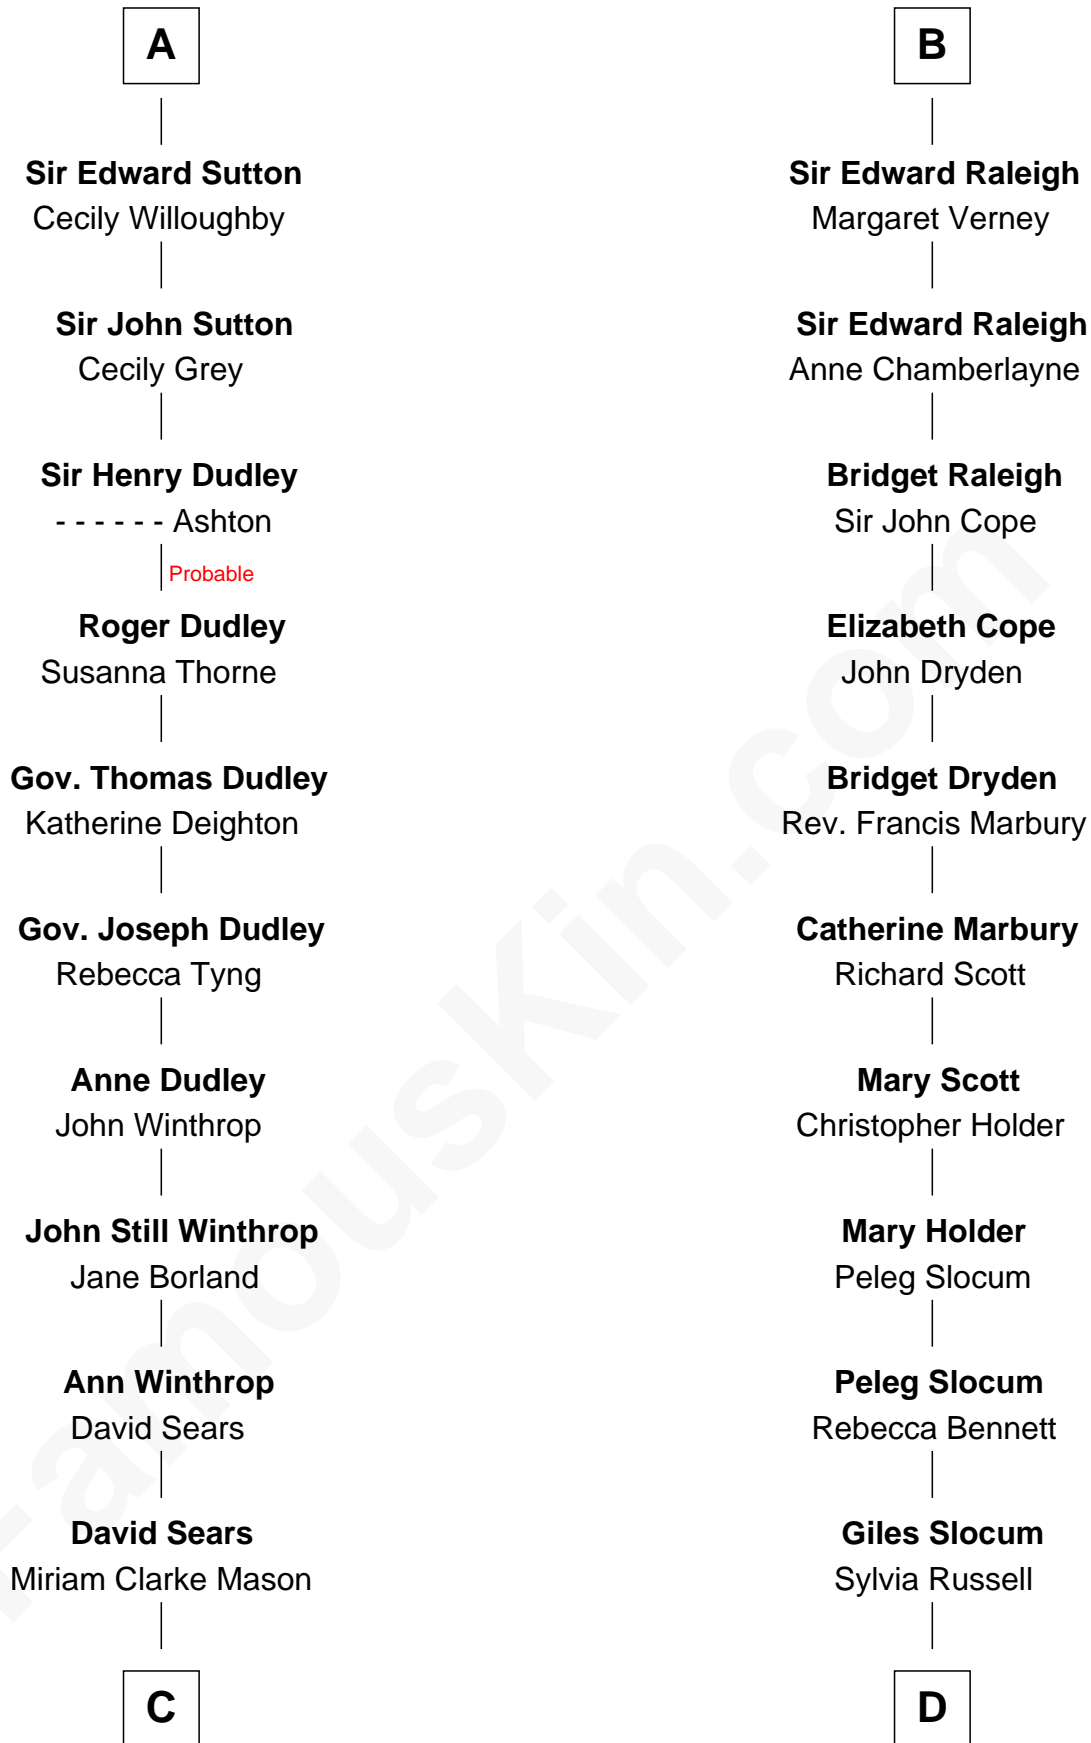 A
Sir Edward Sutton
Cecily Willoughby
Sir John Sutton
Cecily Grey
Sir Henry Dudley
- - - - - - Ashton
Probable
Roger Dudley
Susanna Thorne
Gov. Thomas Dudley
Katherine Deighton
Gov. Joseph Dudley
Rebecca Tyng
Anne Dudley
John Winthrop
John Still Winthrop
Jane Borland
Ann Winthrop
David Sears
David Sears
Miriam Clarke Mason
C
B
Sir Edward Raleigh
Margaret Verney
Sir Edward Raleigh
Anne Chamberlayne
Bridget Raleigh
Sir John Cope
Elizabeth Cope
John Dryden
Bridget Dryden
Rev. Francis Marbury
Catherine Marbury
Richard Scott
Mary Scott
Christopher Holder
Mary Holder
Peleg Slocum
Peleg Slocum
Rebecca Bennett
Giles Slocum
Sylvia Russell
D
FamousKin.com